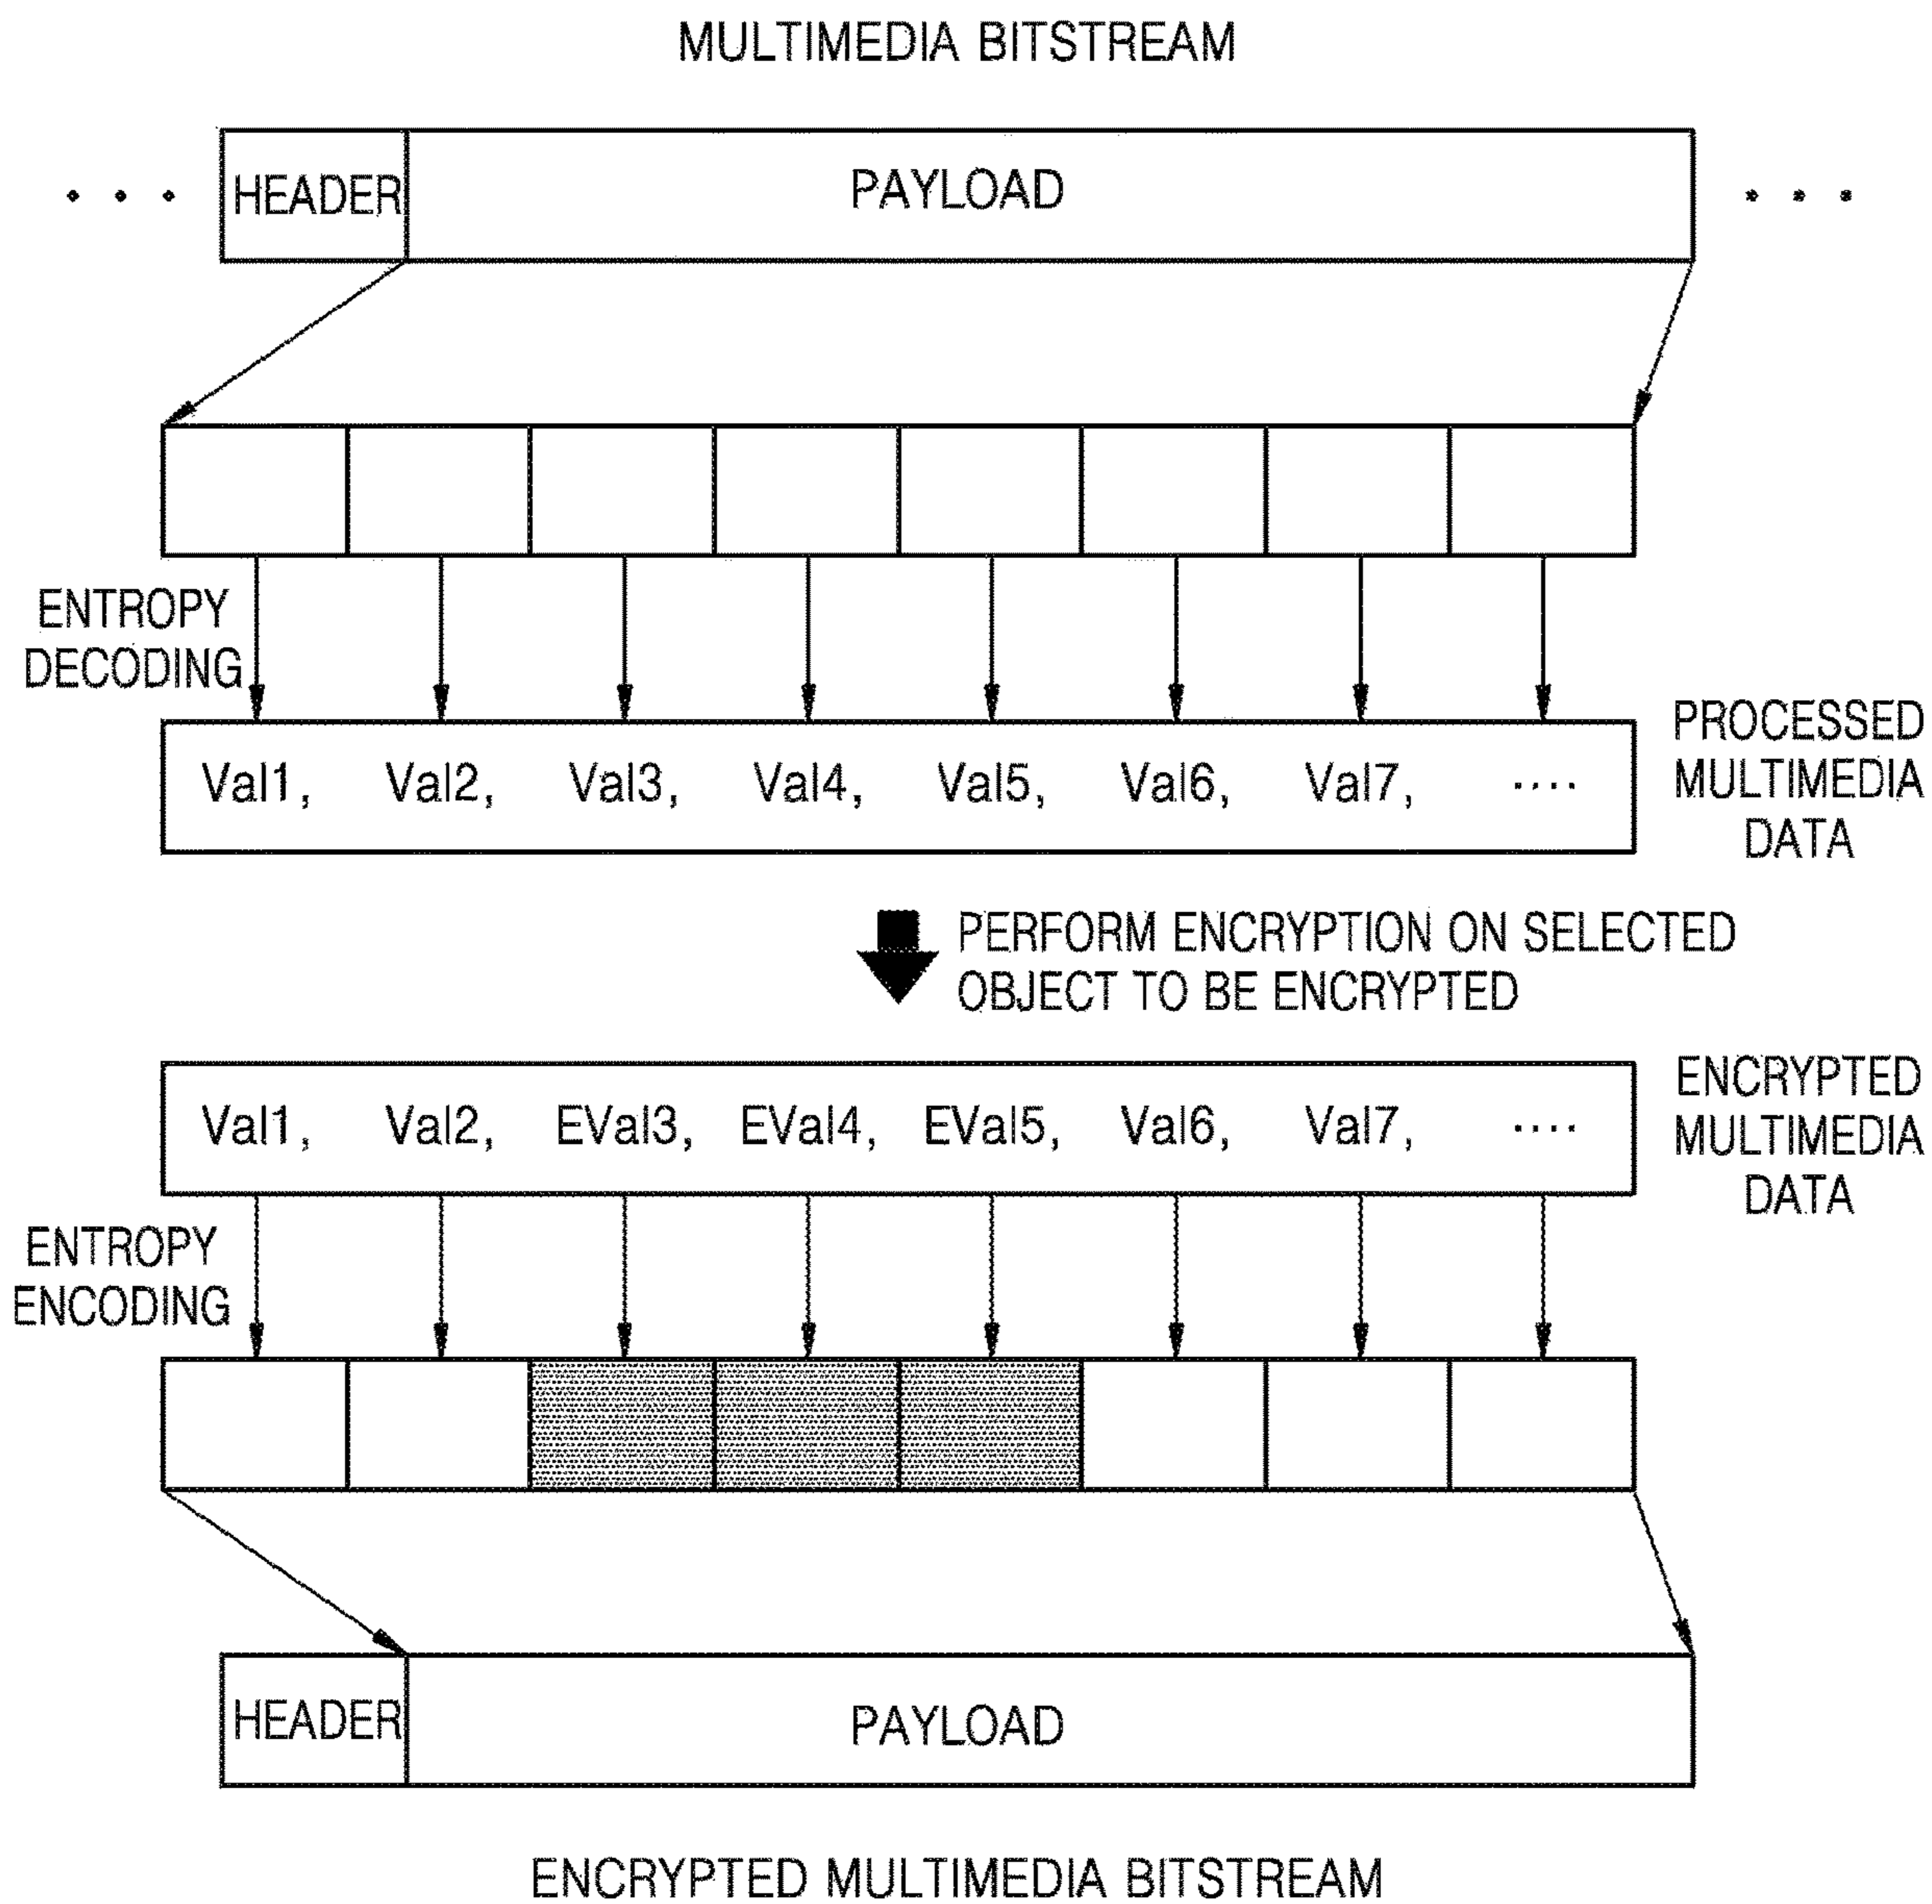 MULTIMEDIA BITSTREAM
. . . HEADER PAYLOAD . . .
ENTROPY
DECODING
Val1, Val2, Val3, Val4, Val5, Val6, Val7, ....
PROCESSED
MULTIMEDIA
DATA
PERFORM ENCRYPTION ON SELECTED
OBJECT TO BE ENCRYPTED
Val1, Val2, EVal3, EVal4, EVal5, Val6, Val7, ....
ENCRYPTED
MULTIMEDIA
DATA
ENTROPY
ENCODING
HEADER PAYLOAD
ENCRYPTED MULTIMEDIA BITSTREAM